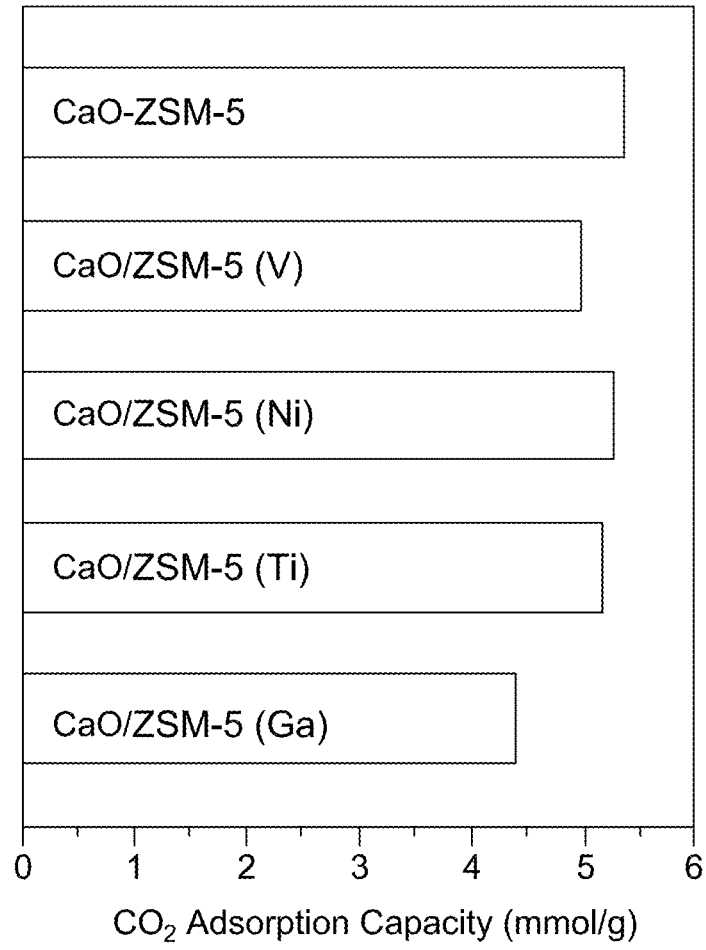 CaO-ZSM-5
CaO/ZSM-5 (V)
CaO/ZSM-5 (Ni)
CaO/ZSM-5 (Ti)
CaO/ZSM-5 (Ga)
0 1 2 3 4 5 6
CO₂ Adsorption Capacity (mmol/g)